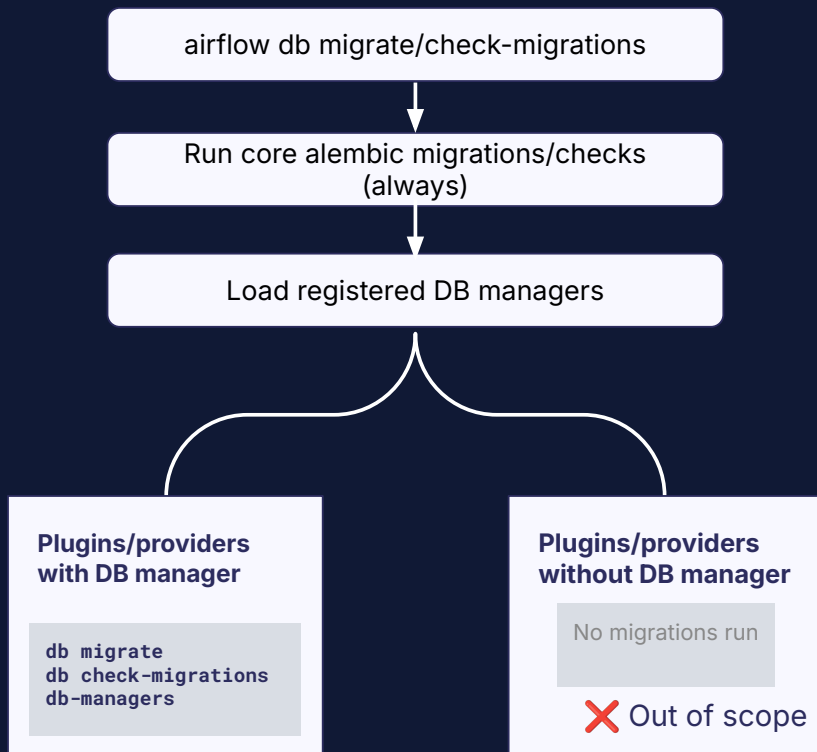 airflow db migrate/check-migrations
Run core alembic migrations/checks
(always)
Load registered DB managers
Plugins/providers
with DB manager
db migrate
db check-migrations
db-managers
Plugins/providers
without DB manager
No migrations run
❌ Out of scope